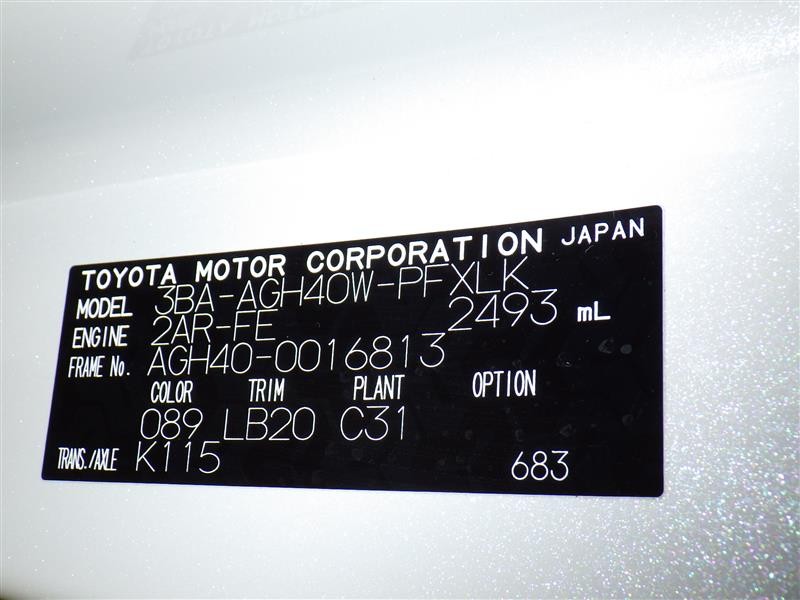 TOYOTA MOTOR CORPORATION JAPAN
MODEL 3BA-AGH40W-PFXLK
ENGINE 2AR-FE 2493 mL
FRAME No. AGH40-0016813
COLOR TRIM PLANT OPTION
089 LB20 C31
TRANS./AXLE K115 683